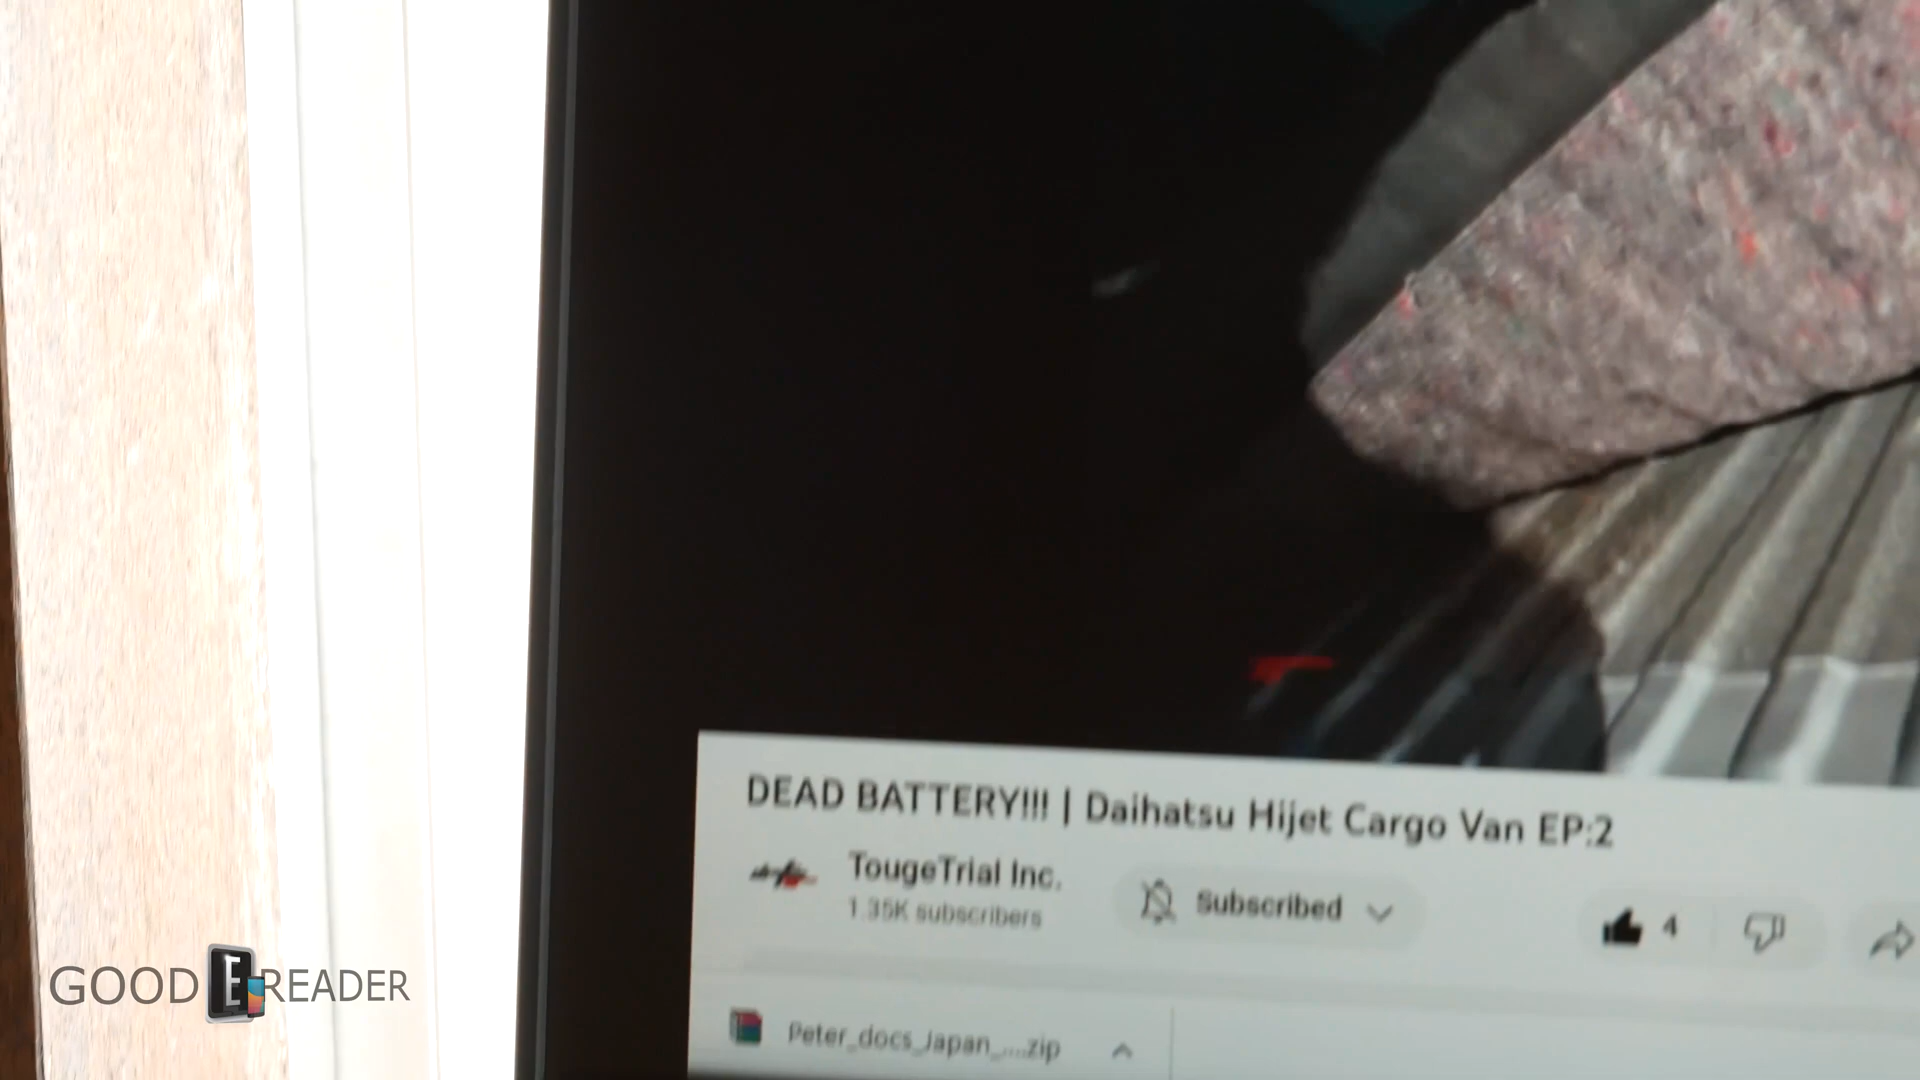 DEAD BATTERY!!! | Daihatsu Hijet Cargo Van EP:2
TougeTrial Inc.
1.35K subscribers
Subscribed
4
Peter_docs_Japan_....zip
GOOD E READER